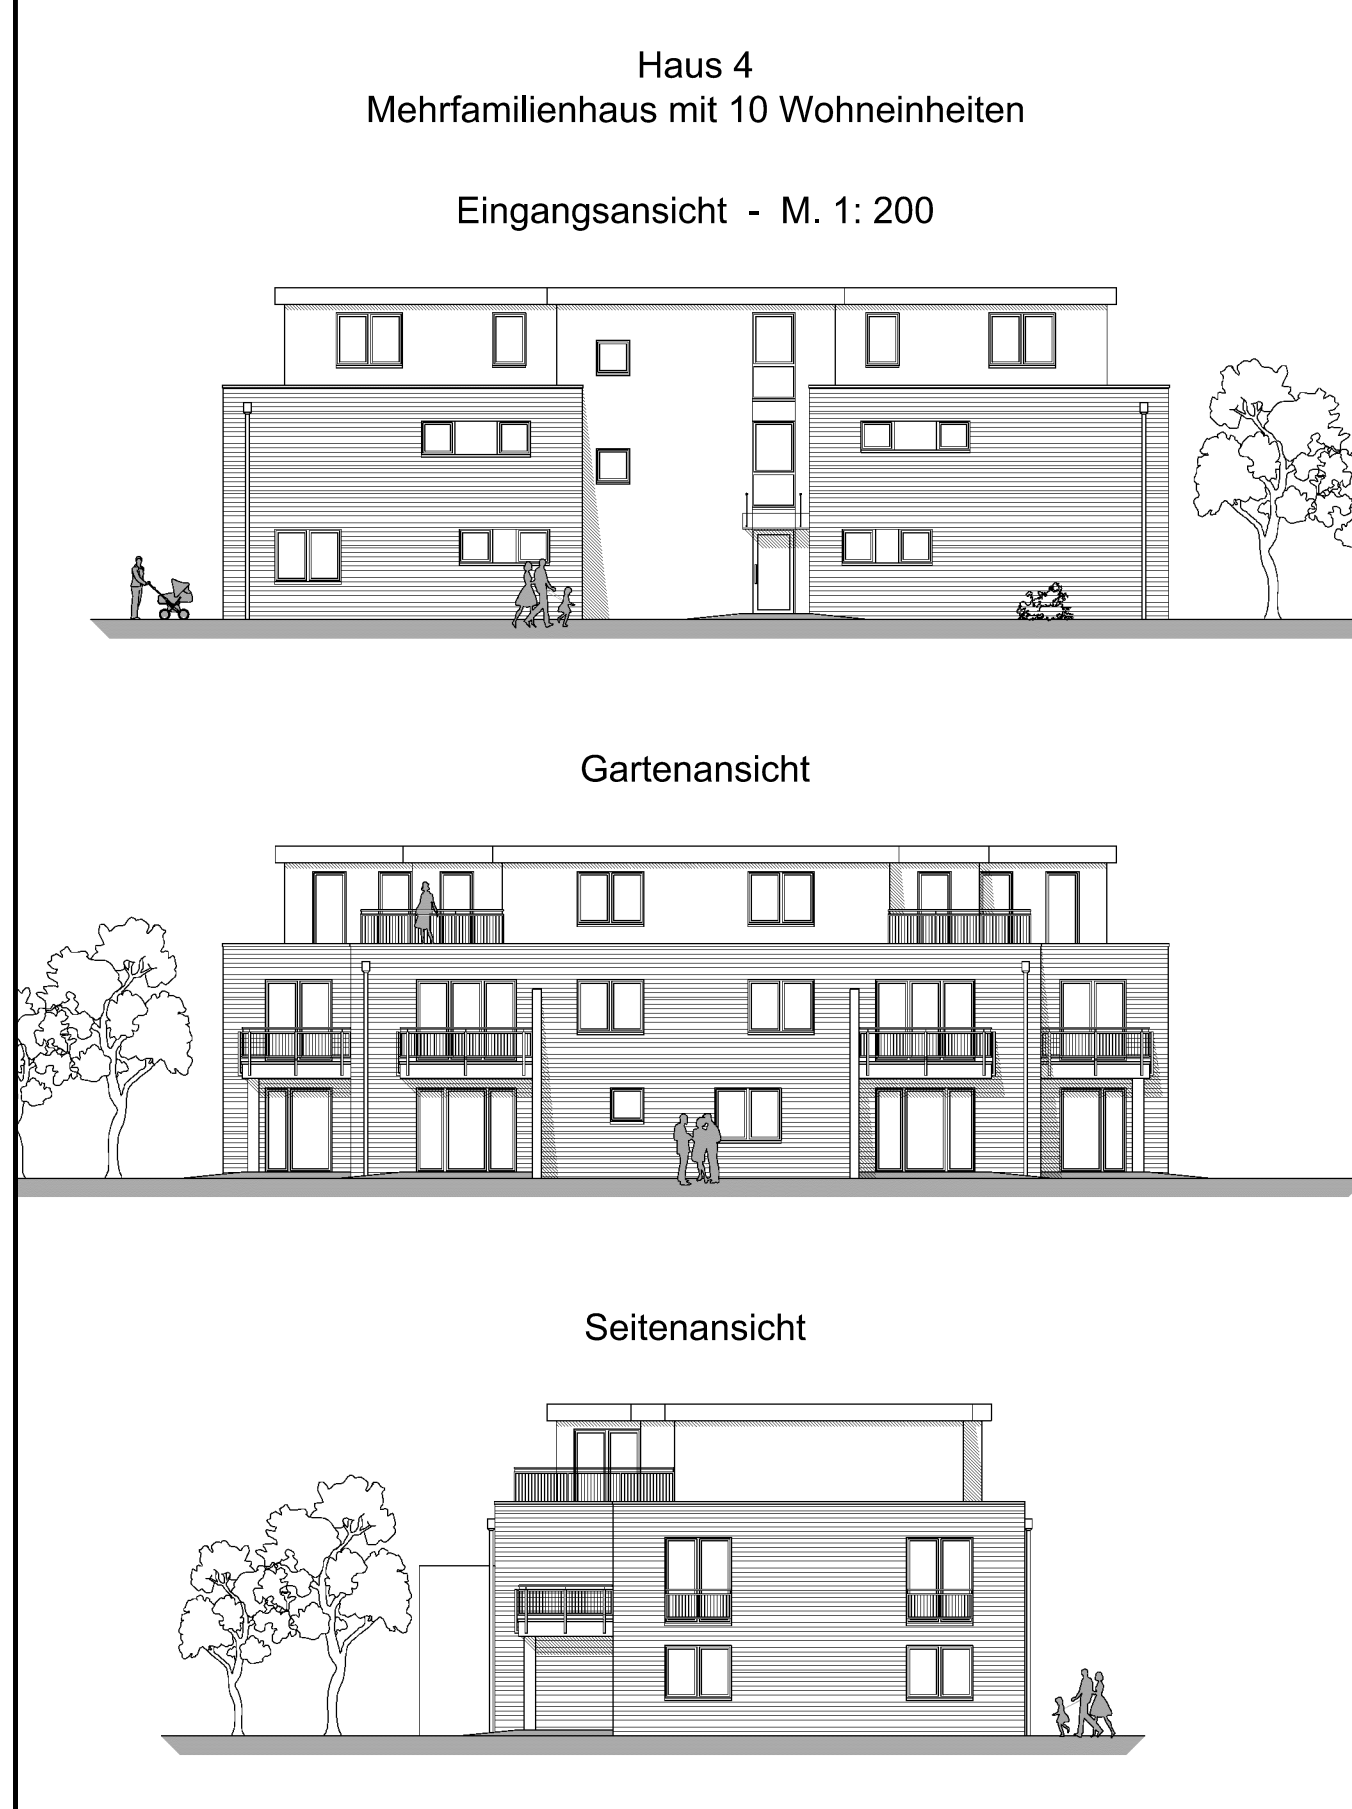 Haus 4
Mehrfamilienhaus mit 10 Wohneinheiten
Eingangsansicht - M. 1: 200
Gartenansicht
Seitenansicht